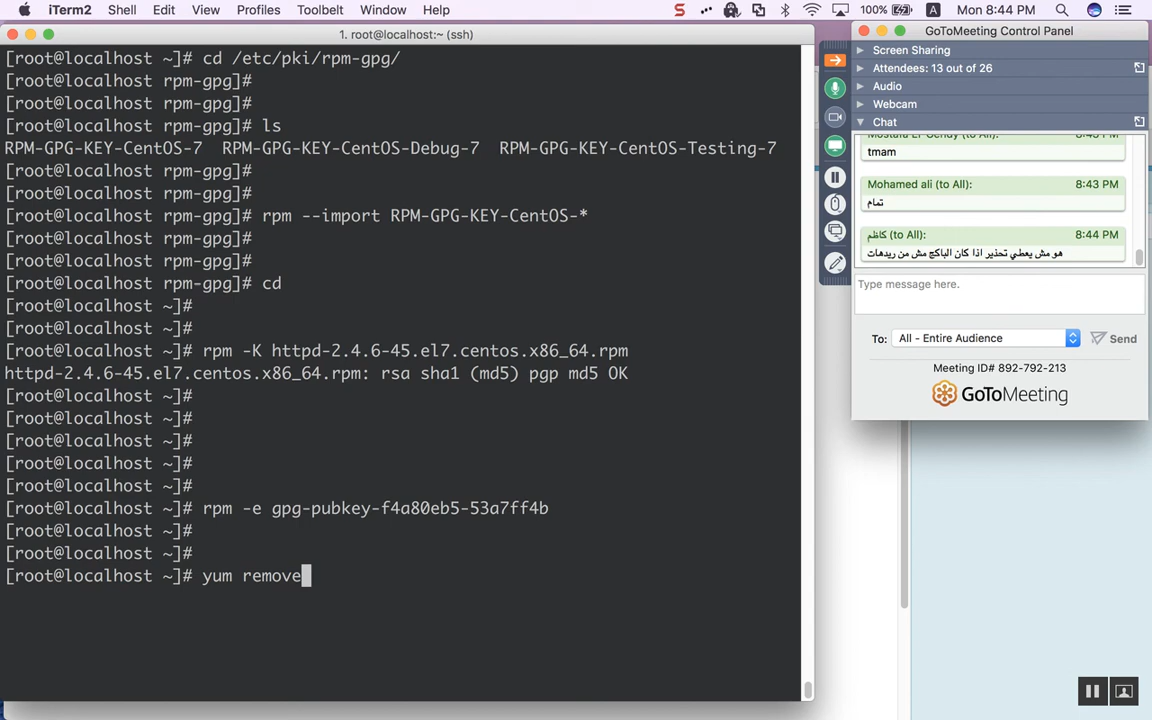 iTerm2 Shell Edit View Profiles Toolbelt Window Help 100% A Mon 8:44 PM
1. root@localhost:~ (ssh)
[root@localhost ~]# cd /etc/pki/rpm-gpg/
[root@localhost rpm-gpg]#
[root@localhost rpm-gpg]#
[root@localhost rpm-gpg]# ls
RPM-GPG-KEY-CentOS-7 RPM-GPG-KEY-CentOS-Debug-7 RPM-GPG-KEY-CentOS-Testing-7
[root@localhost rpm-gpg]#
[root@localhost rpm-gpg]#
[root@localhost rpm-gpg]# rpm --import RPM-GPG-KEY-CentOS-*
[root@localhost rpm-gpg]#
[root@localhost rpm-gpg]#
[root@localhost rpm-gpg]# cd
[root@localhost ~]#
[root@localhost ~]#
[root@localhost ~]# rpm -K httpd-2.4.6-45.el7.centos.x86_64.rpm
httpd-2.4.6-45.el7.centos.x86_64.rpm: rsa sha1 (md5) pgp md5 OK
[root@localhost ~]#
[root@localhost ~]#
[root@localhost ~]#
[root@localhost ~]#
[root@localhost ~]#
[root@localhost ~]# rpm -e gpg-pubkey-f4a80eb5-53a7ff4b
[root@localhost ~]#
[root@localhost ~]#
[root@localhost ~]# yum remove
GoToMeeting Control Panel
Screen Sharing
Attendees: 13 out of 26
Audio
Webcam
Chat
Mostafa El-Gendy (to All): 8:43 PM
tmam
Mohamed ali (to All): 8:43 PM
تمام
كاظم (to All): 8:44 PM
هو مش يعطي تحذير اذا كان الباكج مش من ريدهات
Type message here.
To: All - Entire Audience Send
Meeting ID# 892-792-213
GoToMeeting